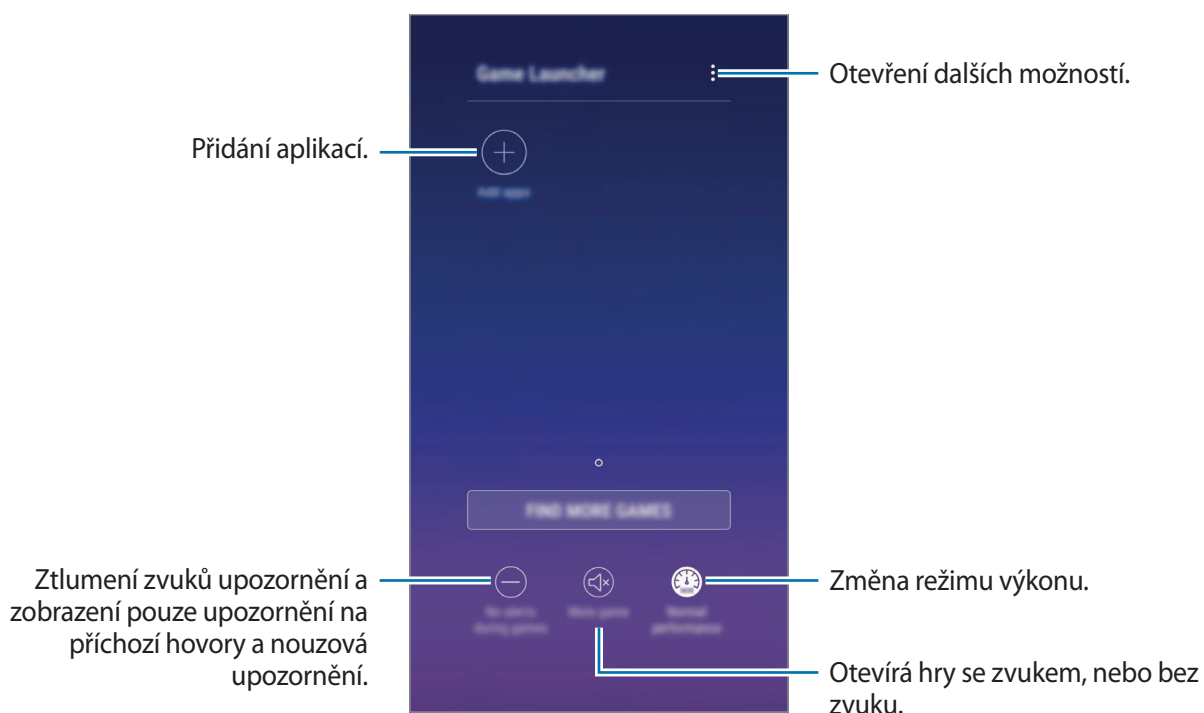 Game Launcher
Otevření dalších možností.
Přidání aplikací.
Add apps
FIND MORE GAMES
Ztlumení zvuků upozornění a
zobrazení pouze upozornění na
příchozí hovory a nouzová
upozornění.
No alerts
during games
Mute game
Normal
performance
Změna režimu výkonu.
Otevírá hry se zvukem, nebo bez
zvuku.